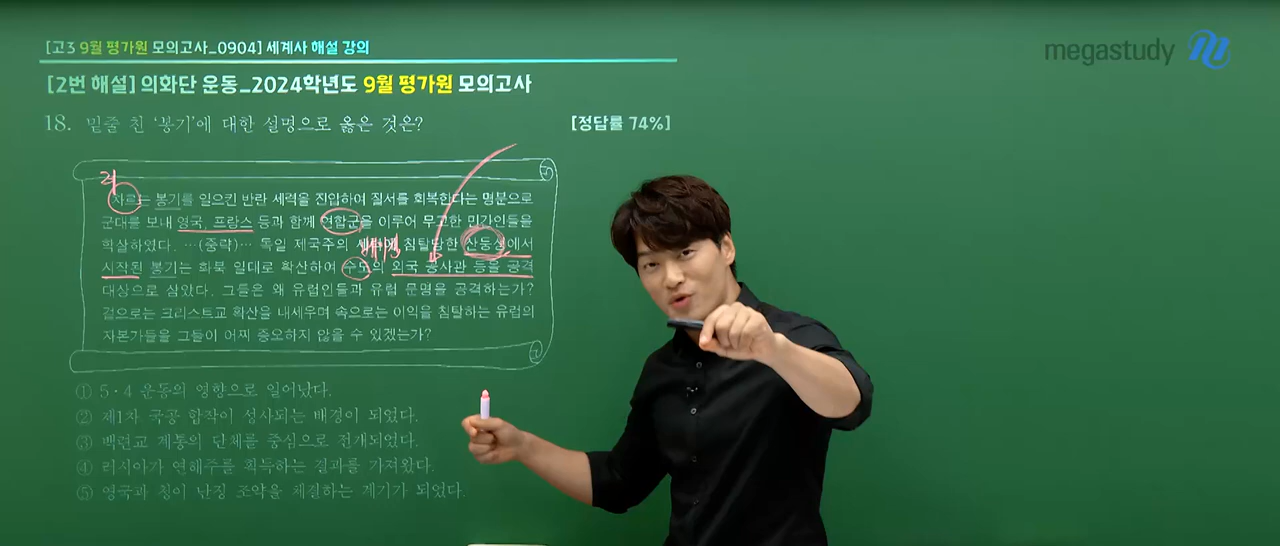 [고3 9월 평가원 모의고사_0904] 세계사 해설 강의
megastudy
[2번 해설] 의화단 운동_2024학년도 9월 평가원 모의고사
18. 밑줄 친 '봉기'에 대한 설명으로 옳은 것은?
[정답률 74%]
러
차르는 봉기를 일으킨 반란 세력을 진압하여 질서를 회복한다는 명분으로
군대를 보내 영국, 프랑스 등과 함께 연합군을 이루어 무고한 민간인들을
학살하였다. …(중략)… 독일 제국주의 침탈당한 산둥성에서
시작된 봉기는 화북 일대로 확산하여 수도의 외국 공사관 등을 공격
대상으로 삼았다. 그들은 왜 유럽인들과 유럽 문명을 공격하는가?
겉으로는 크리스트교 확산을 내세우며 속으로는 이익을 침탈하는 유럽의
자본가들을 그들이 어찌 증오하지 않을 수 있겠는가?
① 5·4 운동의 영향으로 일어났다.
② 제1차 국공 합작이 성사되는 배경이 되었다.
③ 백련교 계통의 단체를 중심으로 전개되었다.
④ 러시아가 연해주를 획득하는 결과를 가져왔다.
⑤ 영국과 청이 난징 조약을 체결하는 계기가 되었다.